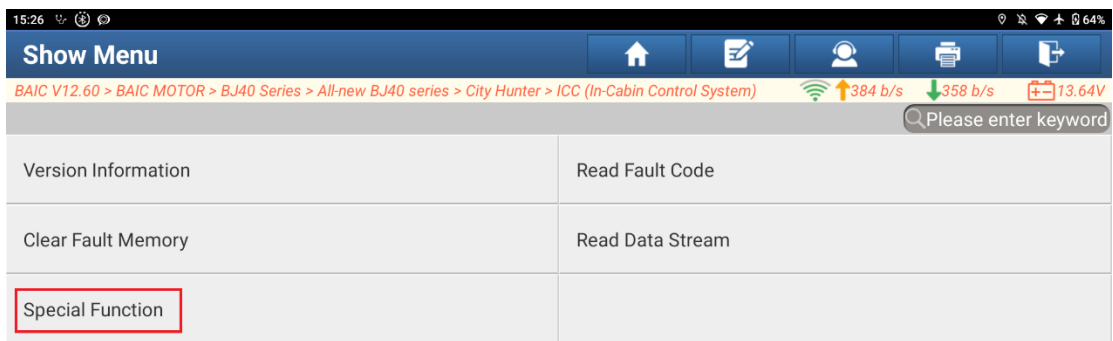 15:26 64%
Show Menu
BAIC V12.60 > BAIC MOTOR > BJ40 Series > All-new BJ40 series > City Hunter > ICC (In-Cabin Control System) 384 b/s 358 b/s 13.64V
Please enter keyword
Version Information Read Fault Code
Clear Fault Memory Read Data Stream
Special Function